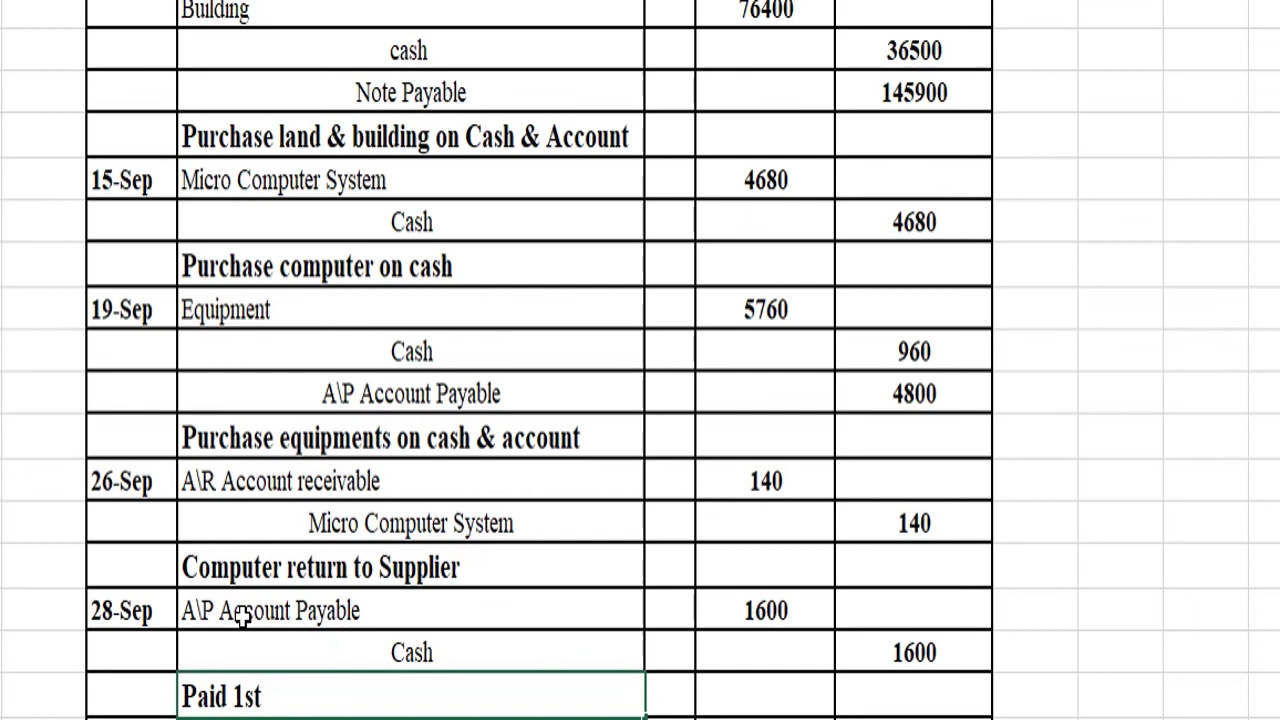 Building 76400
cash 36500
Note Payable 145900
Purchase land & building on Cash & Account
15-Sep Micro Computer System 4680
Cash 4680
Purchase computer on cash
19-Sep Equipment 5760
Cash 960
A\P Account Payable 4800
Purchase equipments on cash & account
26-Sep A\R Account receivable 140
Micro Computer System 140
Computer return to Supplier
28-Sep A\P Account Payable 1600
Cash 1600
Paid 1st